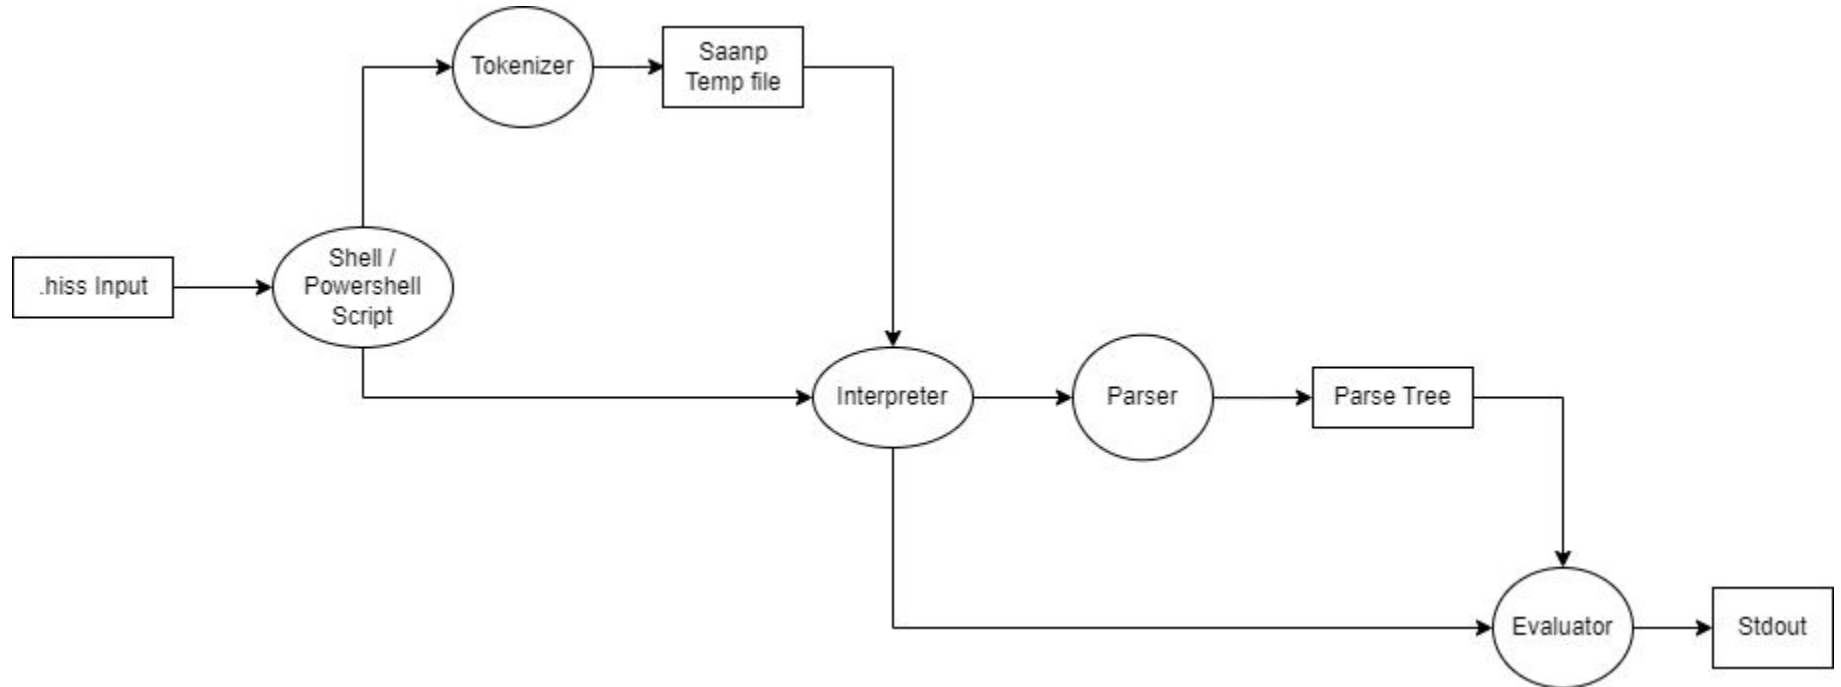 Tokenizer
Saanp
Temp file
.hiss Input
Shell /
Powershell
Script
Interpreter
Parser
Parse Tree
Evaluator
Stdout